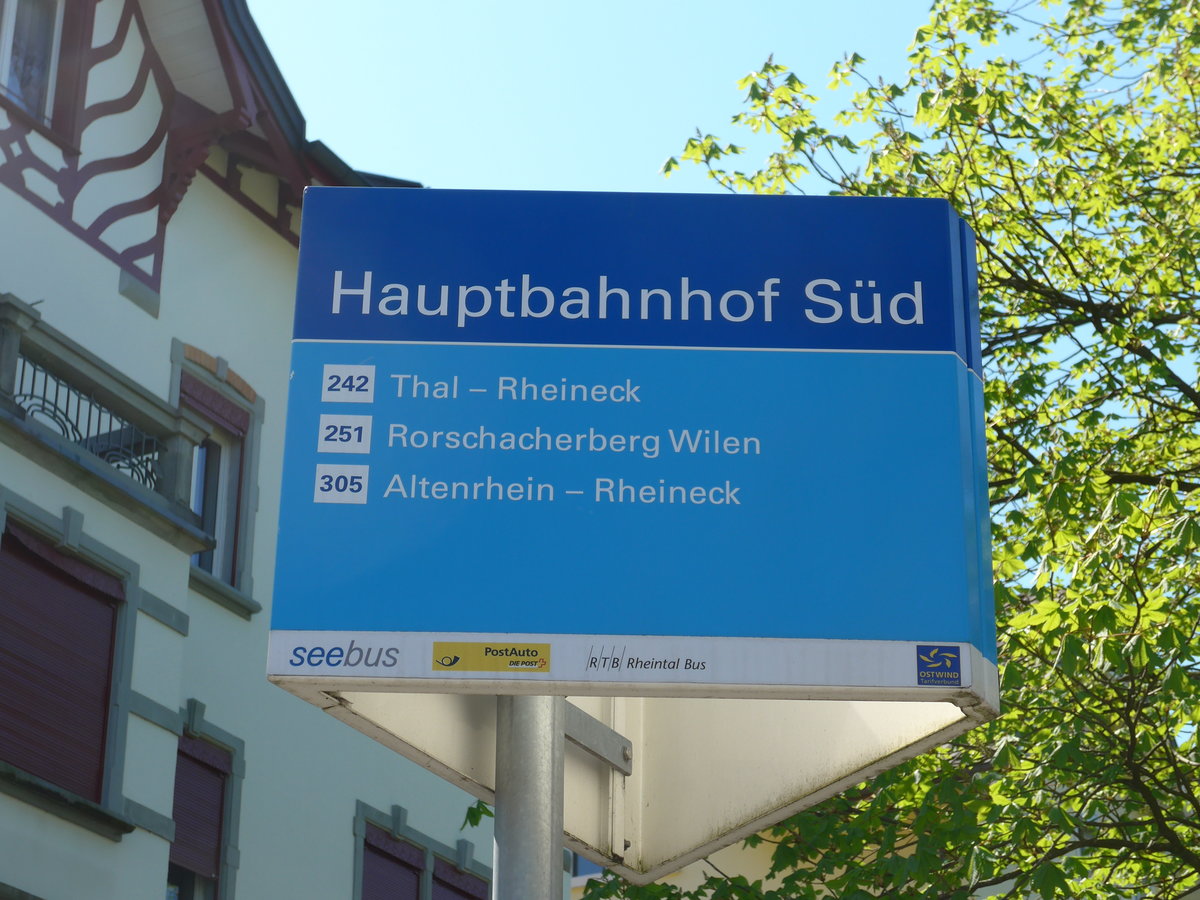 Hauptbahnhof Süd
242 Thal – Rheineck
251 Rorschacherberg Wilen
305 Altenrhein – Rheineck
seebus PostAuto DIE POST RTB Rheintal Bus OSTWIND
Tarifverbund